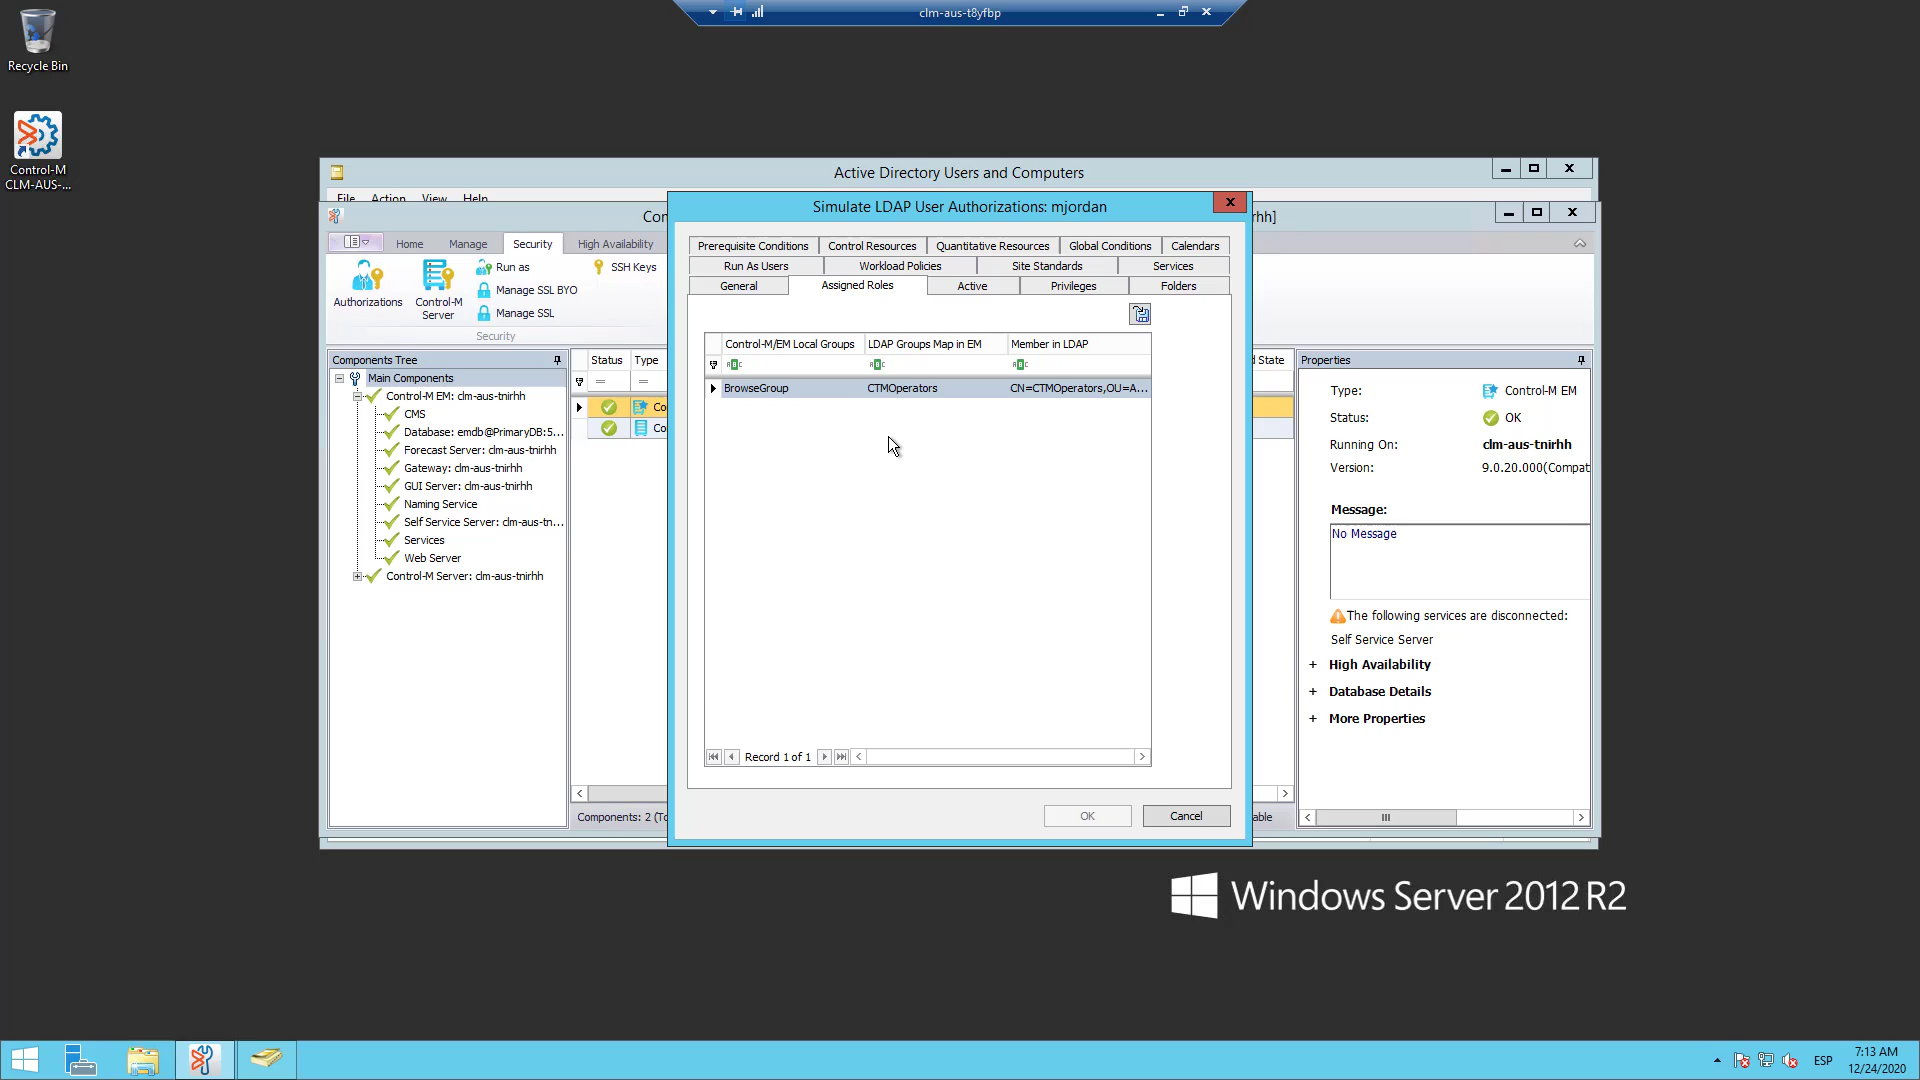 clm-aus-t8yfbp
Recycle Bin
Control-M
CLM-AUS-...
Active Directory Users and Computers
File Action View Help
Con
rhh]
Simulate LDAP User Authorizations: mjordan
Home Manage Security High Availability
Authorizations
Control-M
Server
Run as
Manage SSL BYO
Manage SSL
SSH Keys
Security
Prerequisite Conditions Control Resources Quantitative Resources Global Conditions Calendars
Run As Users Workload Policies Site Standards Services
General Assigned Roles Active Privileges Folders
Control-M/EM Local Groups LDAP Groups Map in EM Member in LDAP
BrowseGroup CTMOperators CN=CTMOperators,OU=A...
Record 1 of 1
OK Cancel
Components Tree
Main Components
Control-M EM: clm-aus-tnirhh
CMS
Database: emdb@PrimaryDB:5...
Forecast Server: clm-aus-tnirhh
Gateway: clm-aus-tnirhh
GUI Server: clm-aus-tnirhh
Naming Service
Self Service Server: clm-aus-tn...
Services
Web Server
Control-M Server: clm-aus-tnirhh
Status Type
Co
Co
Components: 2 (To
d State
able
Properties
Type: Control-M EM
Status: OK
Running On: clm-aus-tnirhh
Version: 9.0.20.000(Compat
Message:
No Message
The following services are disconnected:
Self Service Server
+ High Availability
+ Database Details
+ More Properties
Windows Server 2012 R2
ESP
7:13 AM
12/24/2020